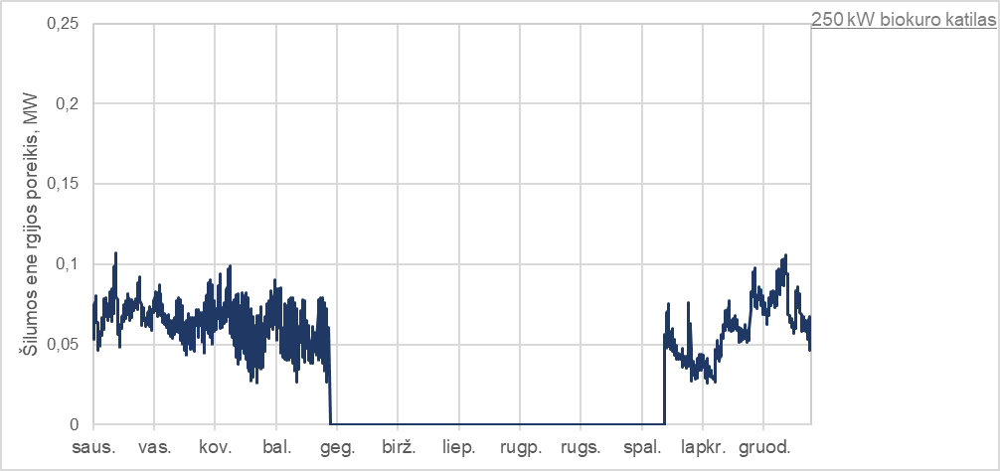 250 kW biokuro katilas
Šilumos ene rgijos poreikis, MW
0,25
0,2
0,15
0,1
0,05
0
saus. vas. kov. bal. geg. birž. liep. rugp. rugs. spal. lapkr. gruod.